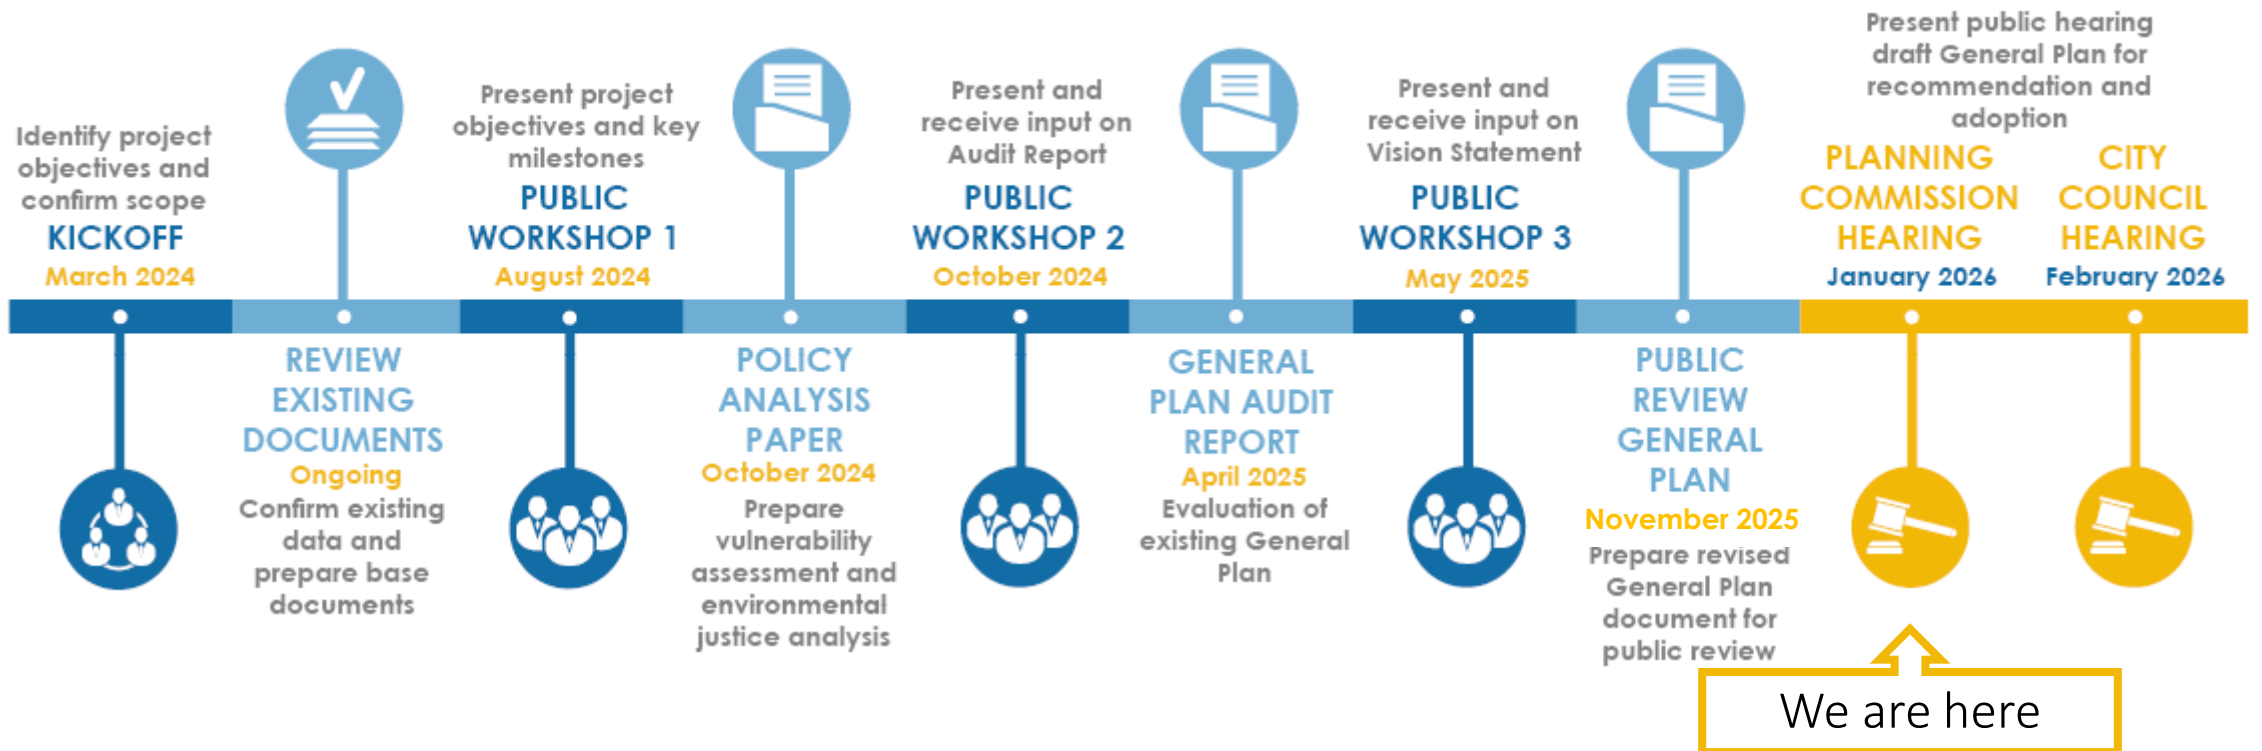 Identify project
objectives and
confirm scope
KICKOFF
March 2024
REVIEW
EXISTING
DOCUMENTS
Ongoing
Confirm existing
data and
prepare base
documents
Present project
objectives and key
milestones
PUBLIC
WORKSHOP 1
August 2024
POLICY
ANALYSIS
PAPER
October 2024
Prepare
vulnerability
assessment and
environmental
justice analysis
Present and
receive input on
Audit Report
PUBLIC
WORKSHOP 2
October 2024
GENERAL
PLAN AUDIT
REPORT
April 2025
Evaluation of
existing General
Plan
Present and
receive input on
Vision Statement
PUBLIC
WORKSHOP 3
May 2025
PUBLIC
REVIEW
GENERAL
PLAN
November 2025
Prepare revised
General Plan
document for
public review
Present public hearing
draft General Plan for
recommendation and
adoption
PLANNING
COMMISSION
HEARING
January 2026
CITY
COUNCIL
HEARING
February 2026
We are here